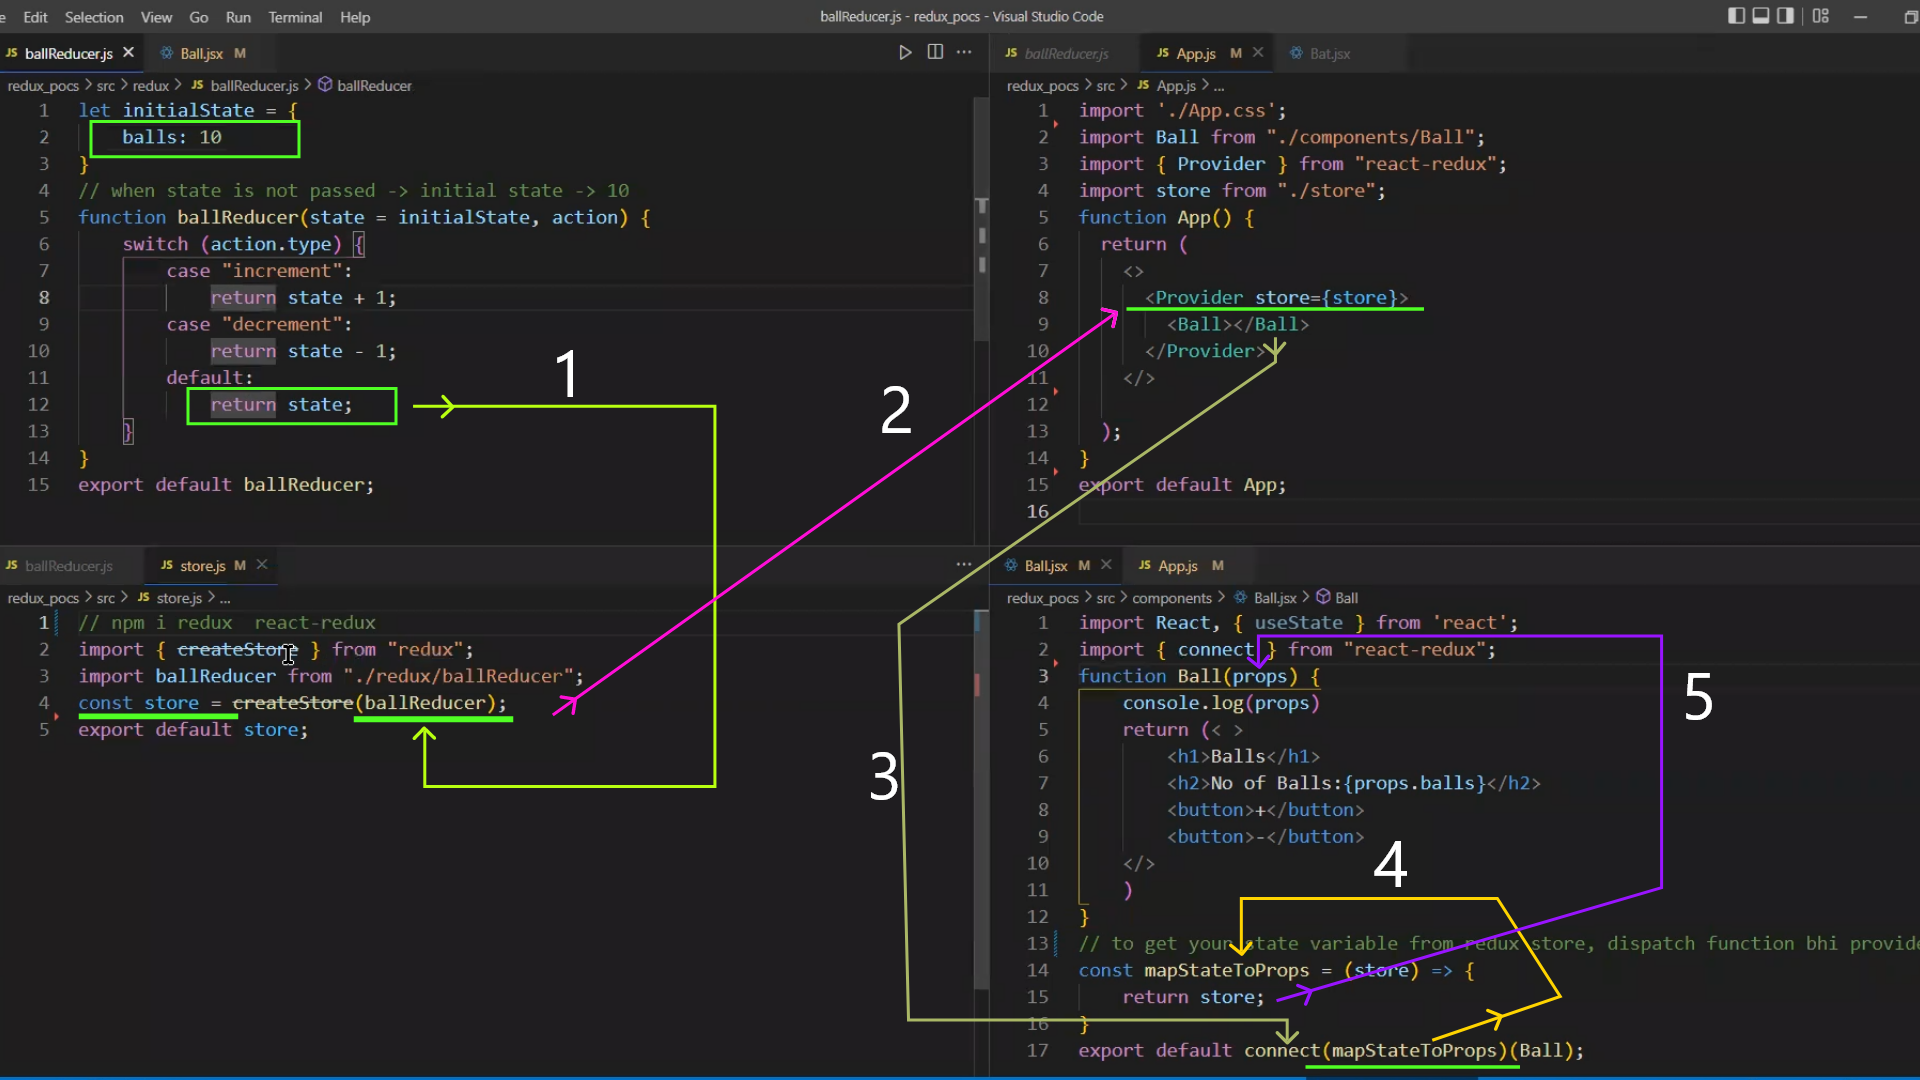 Edit Selection View Go Run Terminal Help
ballReducer.js - redux_pocs - Visual Studio Code
JS ballReducer.js Ball.jsx M
redux_pocs > src > redux > JS ballReducer.js > ballReducer
1 let initialState = {
2 balls: 10
3 }
4 // when state is not passed -> initial state -> 10
5 function ballReducer(state = initialState, action) {
6 switch (action.type) {
7 case "increment":
8 return state + 1;
9 case "decrement":
10 return state - 1;
11 default:
12 return state;
13 }
14 }
15 export default ballReducer;
JS ballReducer.js JS App.js M Bat.jsx
redux_pocs > src > JS App.js > ...
1 import './App.css';
2 import Ball from "./components/Ball";
3 import { Provider } from "react-redux";
4 import store from "./store";
5 function App() {
6 return (
7 <>
8 <Provider store={store}>
9 <Ball></Ball>
10 </Provider>
11 </>
12
13 );
14 }
15 export default App;
16
JS ballReducer.js JS store.js M
redux_pocs > src > JS store.js > ...
1 // npm i redux react-redux
2 import { createStore } from "redux";
3 import ballReducer from "./redux/ballReducer";
4 const store = createStore(ballReducer);
5 export default store;
Ball.jsx M JS App.js M
redux_pocs > src > components > Ball.jsx > Ball
1 import React, { useState } from 'react';
2 import { connect } from "react-redux";
3 function Ball(props) {
4 console.log(props)
5 return (< >
6 <h1>Balls</h1>
7 <h2>No of Balls:{props.balls}</h2>
8 <button>+</button>
9 <button>-</button>
10 </>
11 )
12 }
13 // to get your state variable from redux store, dispatch function bhi provide
14 const mapStateToProps = (store) => {
15 return store;
16 }
17 export default connect(mapStateToProps)(Ball);
1
2
3
4
5